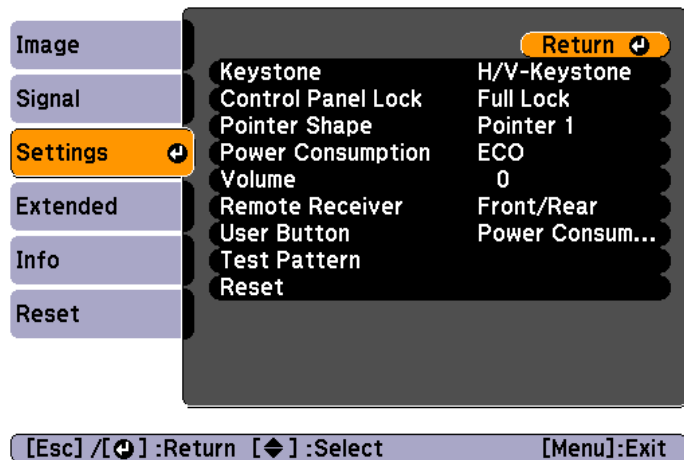 Image
Signal
Settings
Extended
Info
Reset
Return
Keystone H/V-Keystone
Control Panel Lock Full Lock
Pointer Shape Pointer 1
Power Consumption ECO
Volume 0
Remote Receiver Front/Rear
User Button Power Consum...
Test Pattern
Reset
[Esc] /[⏎] :Return [◆] :Select [Menu]:Exit